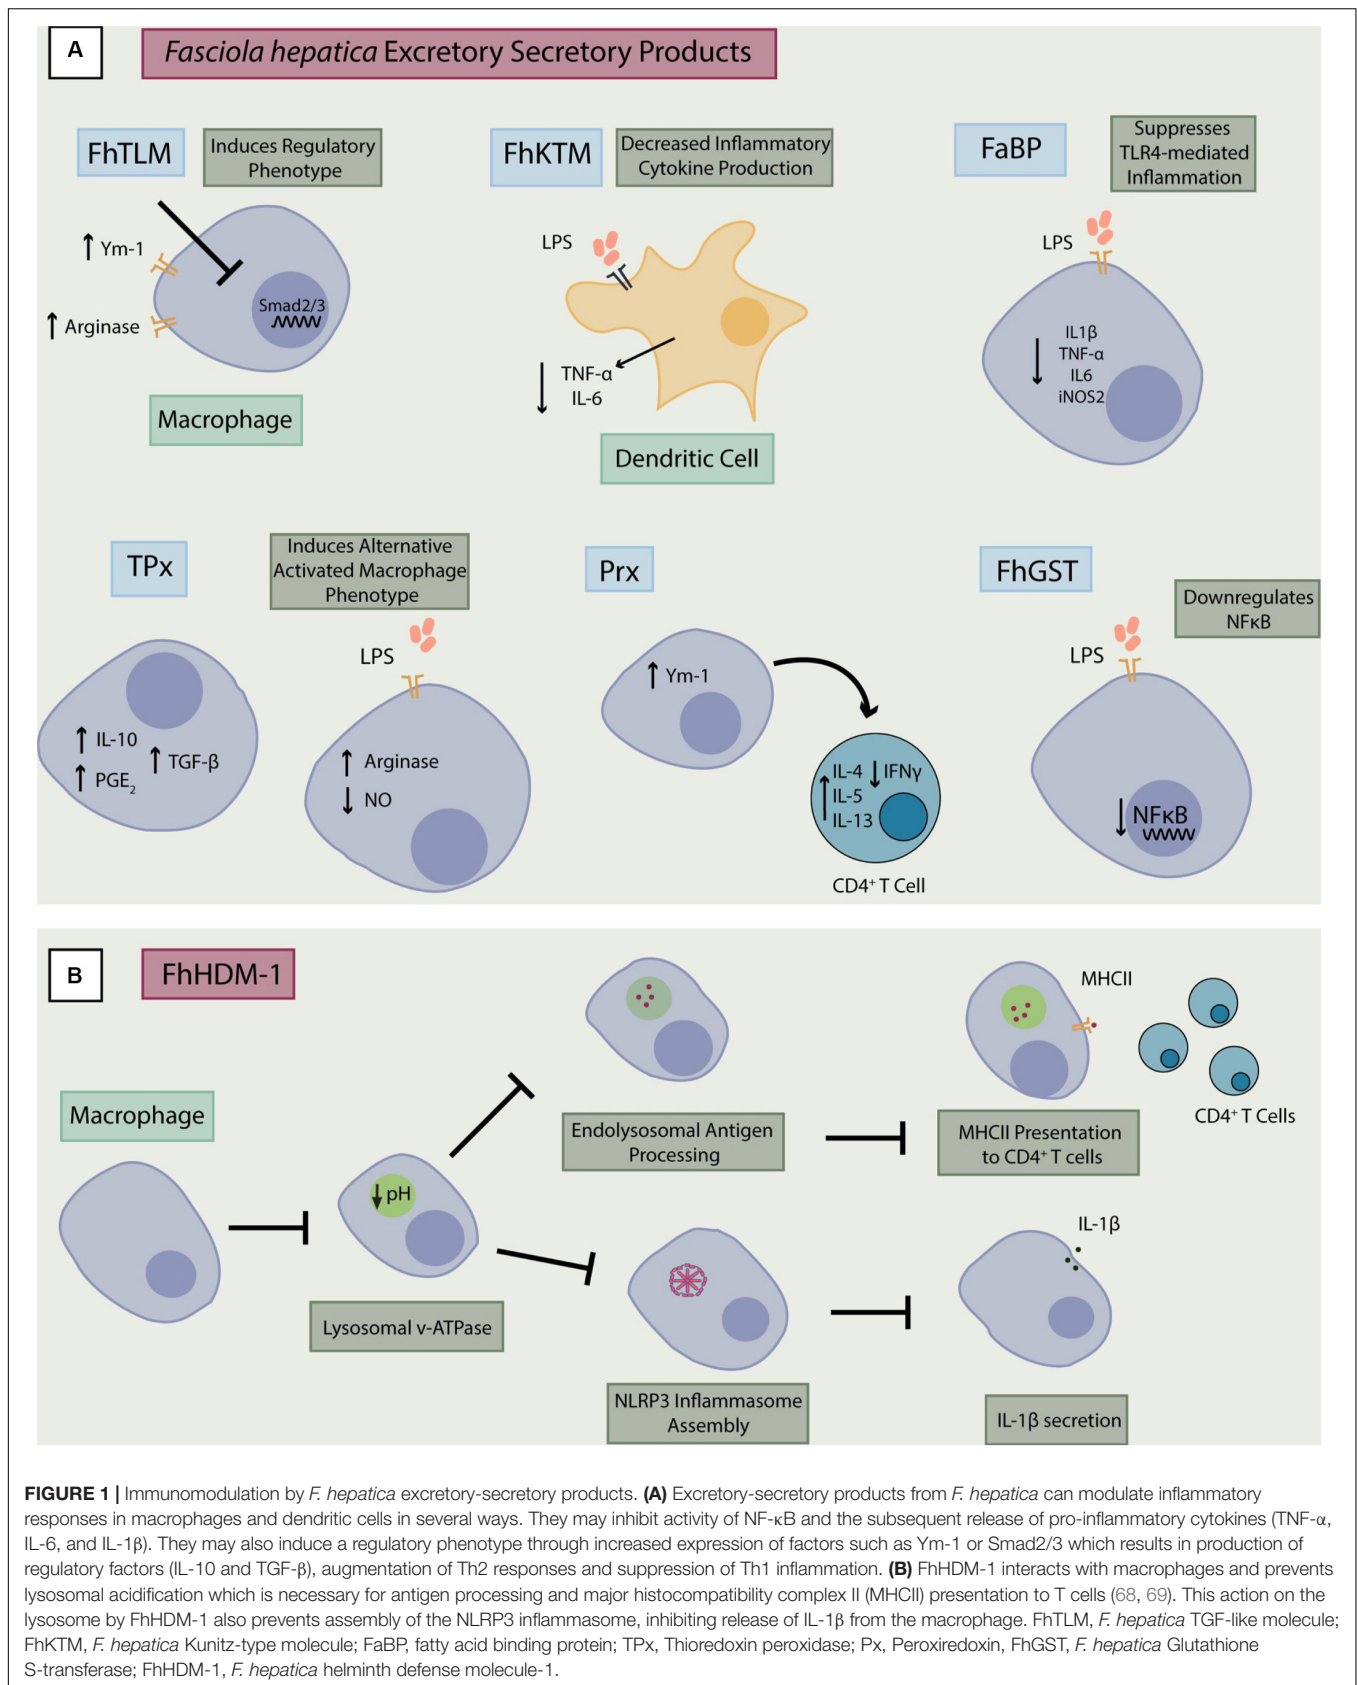 A
Fasciola hepatica Excretory Secretory Products
FhTLM
Induces Regulatory
Phenotype
↑ Ym-1
↑ Arginase
Smad2/3
Macrophage
FhKTM
Decreased Inflammatory
Cytokine Production
LPS
↓ TNF-α
IL-6
Dendritic Cell
FaBP
Suppresses
TLR4-mediated
Inflammation
LPS
↓ IL1β
TNF-α
IL6
iNOS2
TPx
Induces Alternative
Activated Macrophage
Phenotype
↑ IL-10
↑ PGE₂
↑ TGF-β
LPS
↑ Arginase
↓ NO
Prx
↑ Ym-1
↑ IL-4 ↓ IFNγ
IL-5
IL-13
CD4⁺ T Cell
FhGST
Downregulates
NFκB
LPS
↓ NFκB
B
FhHDM-1
Macrophage
↓ pH
Lysosomal v-ATPase
Endolysosomal Antigen
Processing
MHCII
CD4⁺ T Cells
MHCII Presentation
to CD4⁺ T cells
NLRP3 Inflammasome
Assembly
IL-1β
IL-1β secretion
FIGURE 1 | Immunomodulation by F. hepatica excretory-secretory products. (A) Excretory-secretory products from F. hepatica can modulate inflammatory
responses in macrophages and dendritic cells in several ways. They may inhibit activity of NF-κB and the subsequent release of pro-inflammatory cytokines (TNF-α,
IL-6, and IL-1β). They may also induce a regulatory phenotype through increased expression of factors such as Ym-1 or Smad2/3 which results in production of
regulatory factors (IL-10 and TGF-β), augmentation of Th2 responses and suppression of Th1 inflammation. (B) FhHDM-1 interacts with macrophages and prevents
lysosomal acidification which is necessary for antigen processing and major histocompatibility complex II (MHCII) presentation to T cells (68, 69). This action on the
lysosome by FhHDM-1 also prevents assembly of the NLRP3 inflammasome, inhibiting release of IL-1β from the macrophage. FhTLM, F. hepatica TGF-like molecule;
FhKTM, F. hepatica Kunitz-type molecule; FaBP, fatty acid binding protein; TPx, Thioredoxin peroxidase; Px, Peroxiredoxin, FhGST, F. hepatica Glutathione
S-transferase; FhHDM-1, F. hepatica helminth defense molecule-1.